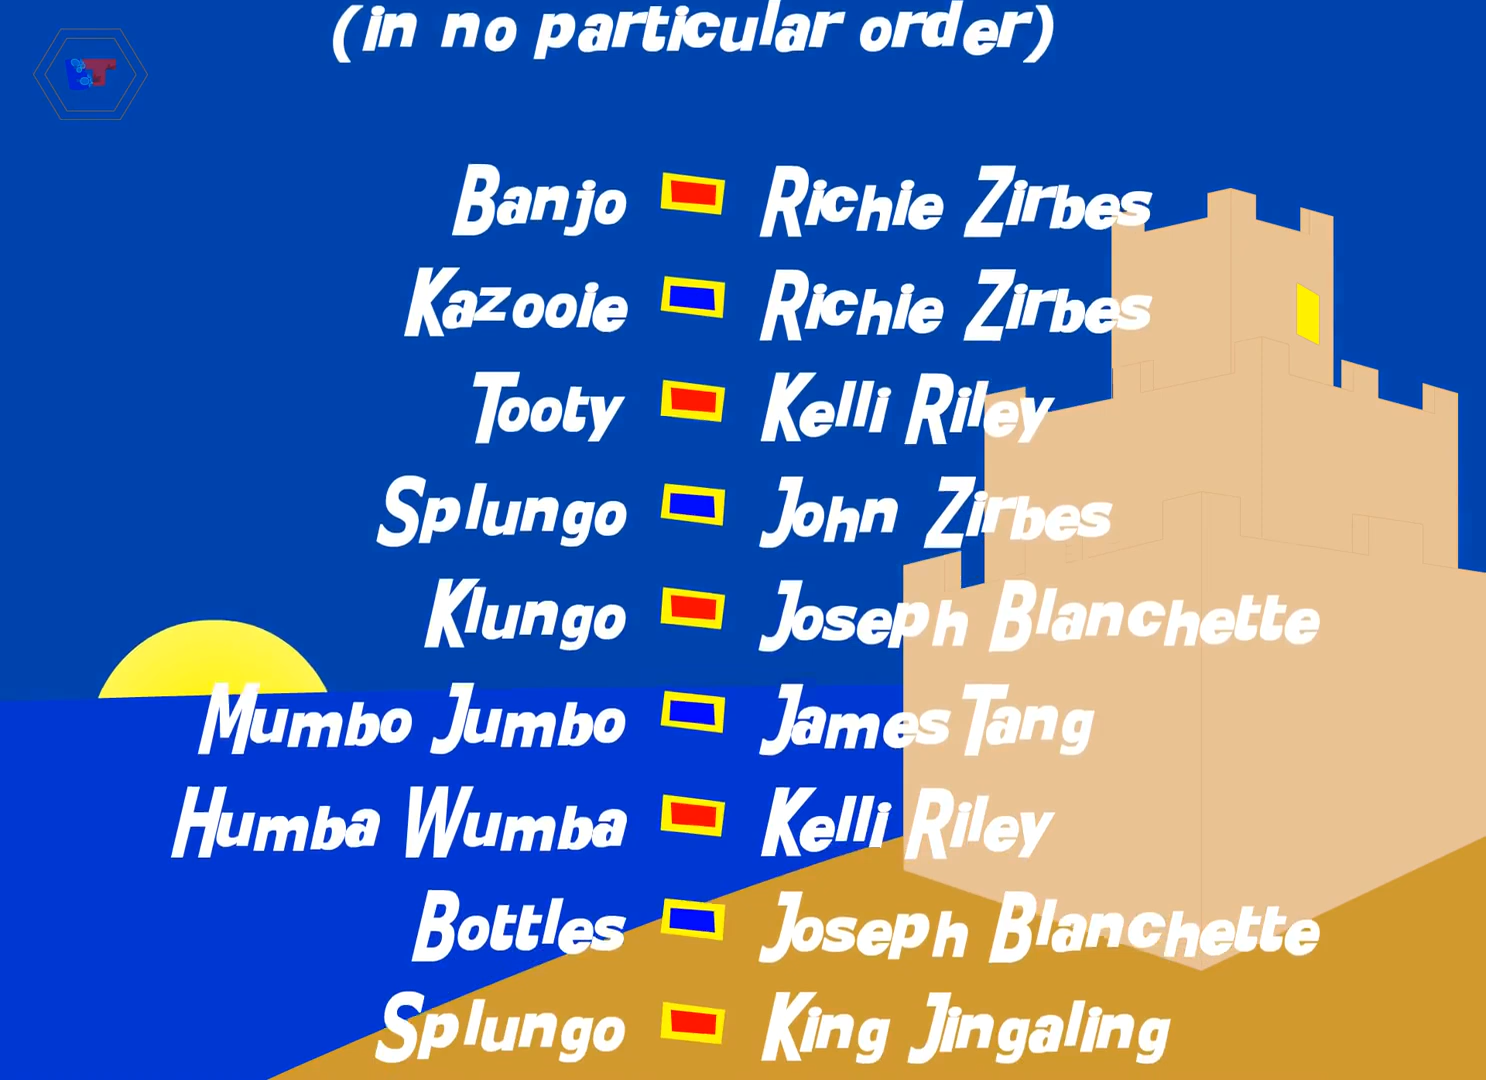 (in no particular order)
Banjo Richie Zirbes
Kazooie Richie Zirbes
Tooty Kelli Riley
Splungo John Zirbes
Klungo Joseph Blanchette
Mumbo Jumbo James Tang
Humba Wumba Kelli Riley
Bottles Joseph Blanchette
Splungo King Jingaling